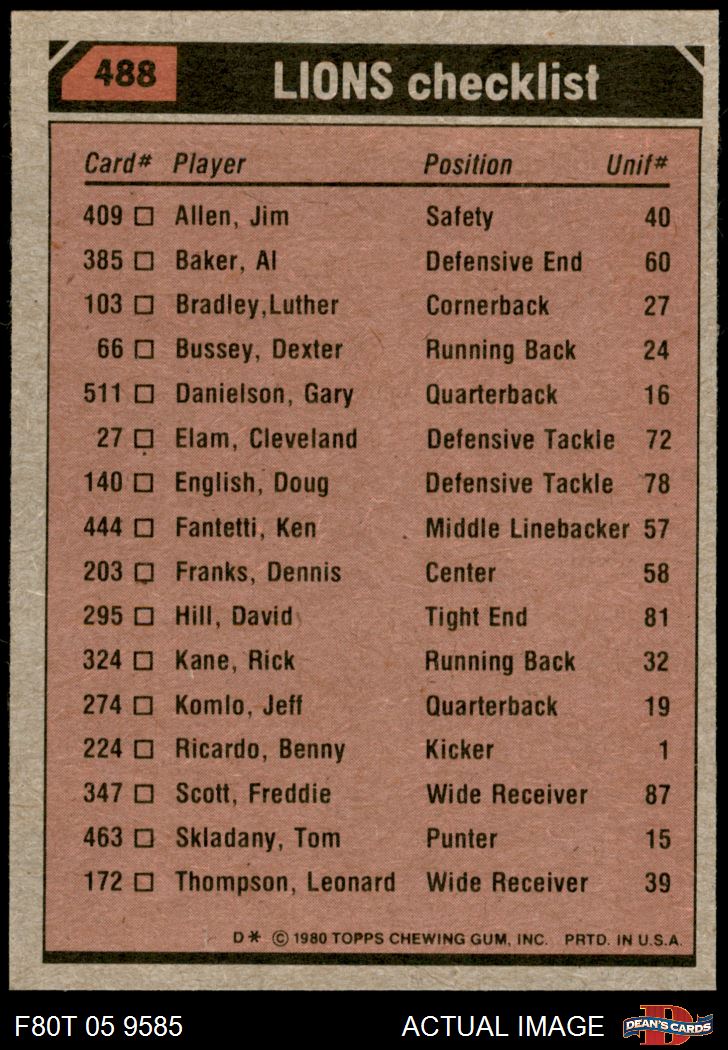 488 LIONS checklist
Card# Player Position Unif#
409 Allen, Jim Safety 40
385 Baker, Al Defensive End 60
103 Bradley,Luther Cornerback 27
66 Bussey, Dexter Running Back 24
511 Danielson, Gary Quarterback 16
27 Elam, Cleveland Defensive Tackle 72
140 English, Doug Defensive Tackle 78
444 Fantetti, Ken Middle Linebacker 57
203 Franks, Dennis Center 58
295 Hill, David Tight End 81
324 Kane, Rick Running Back 32
274 Komlo, Jeff Quarterback 19
224 Ricardo, Benny Kicker 1
347 Scott, Freddie Wide Receiver 87
463 Skladany, Tom Punter 15
172 Thompson, Leonard Wide Receiver 39
D* © 1980 TOPPS CHEWING GUM, INC. PRTD. IN U.S.A.
F80T 05 9585 ACTUAL IMAGE DEAN'S CARDS